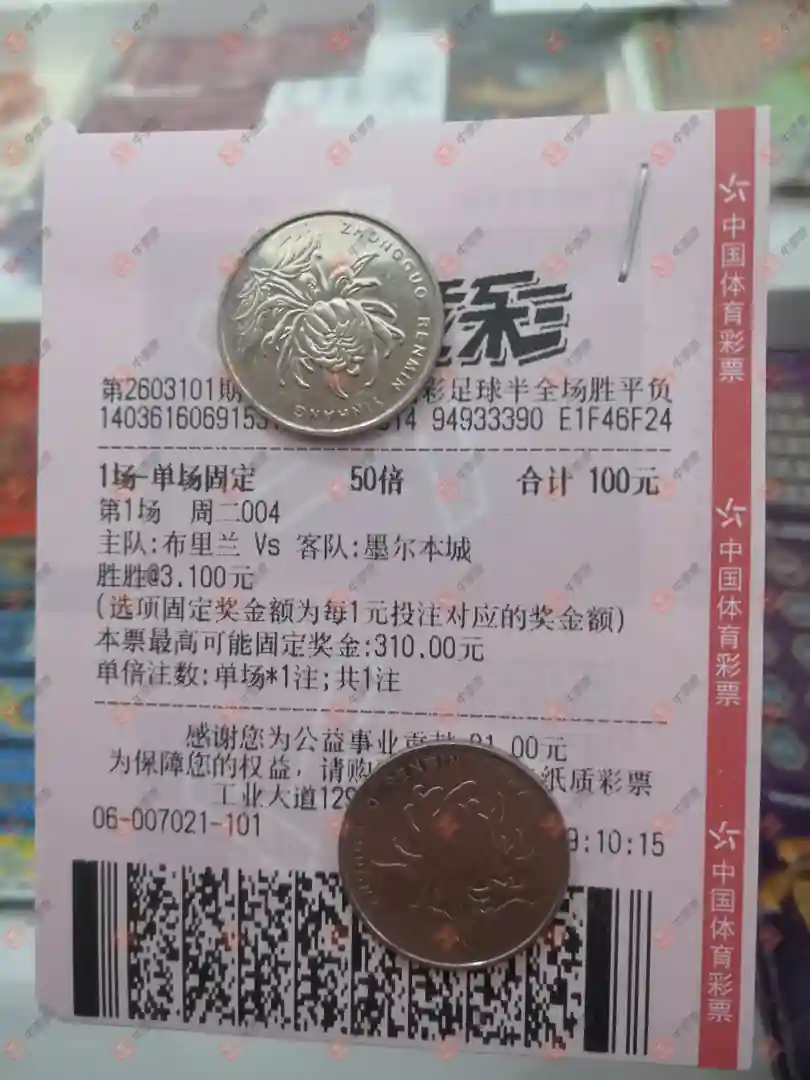 ZHONGGUO RENMIN YINHANG
彩
第2603101期 彩足球半全场胜平负
94933390 E1F46F24
1场-单场固定 50倍 合计 100元
第1场 周二004
主队:布里兰 Vs 客队:墨尔本城
胜胜@3.100元
(选项固定奖金额为每1元投注对应的奖金额)
本票最高可能固定奖金:310.00元
单倍注数:单场*1注;共1注
感谢您为公益事业贡献 21.00元
为保障您的权益，请购 纸质彩票
工业大道129
06-007021-101 9:10:15
中国体育彩票
中国体育彩票
中国体育彩票